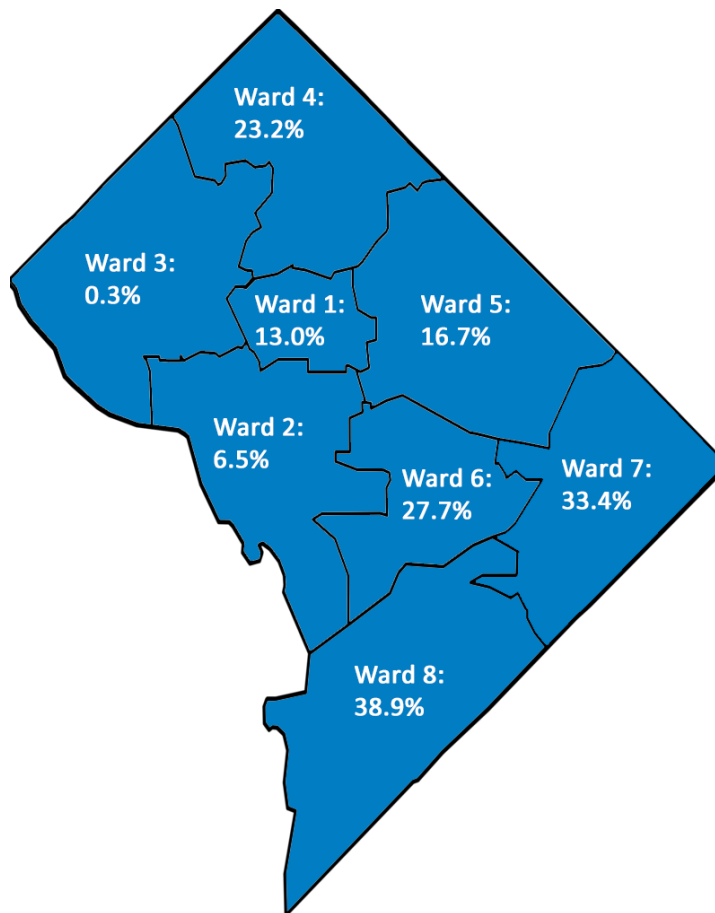 Ward 4:
23.2%
Ward 3:
0.3%
Ward 1:
13.0%
Ward 5:
16.7%
Ward 2:
6.5%
Ward 6:
27.7%
Ward 7:
33.4%
Ward 8:
38.9%